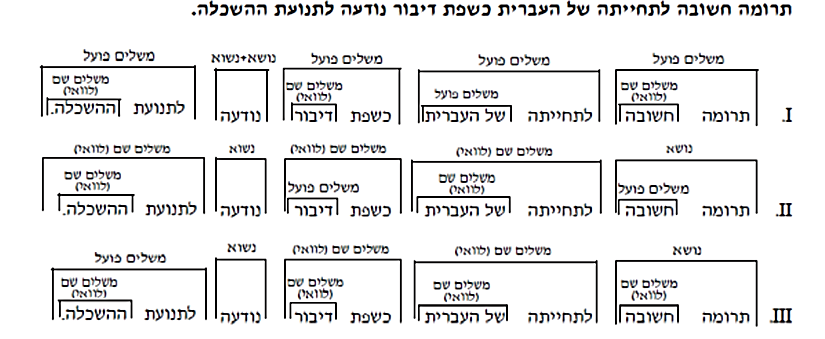 תרומה חשובה לתחייתה של העברית כשפת דיבור נודעה לתנועת ההשכלה.
משלים פועל משלים פועל משלים פועל נושא+נשוא משלים פועל
משלים שם (לוואי) משלים פועל משלים שם (לוואי) משלים שם (לוואי)
I. תרומה חשובה לתחייתה של העברית כשפת דיבור נודעה לתנועת ההשכלה.
נושא משלים שם (לוואי) משלים שם (לוואי) נשוא משלים שם (לוואי)
משלים פועל משלים שם (לוואי) משלים פועל משלים שם (לוואי)
II. תרומה חשובה לתחייתה של העברית כשפת דיבור נודעה לתנועת ההשכלה.
נושא משלים שם (לוואי) משלים שם (לוואי) נשוא משלים פועל
משלים שם (לוואי) משלים שם (לוואי) משלים שם (לוואי) משלים שם (לוואי)
III. תרומה חשובה לתחייתה של העברית כשפת דיבור נודעה לתנועת ההשכלה.